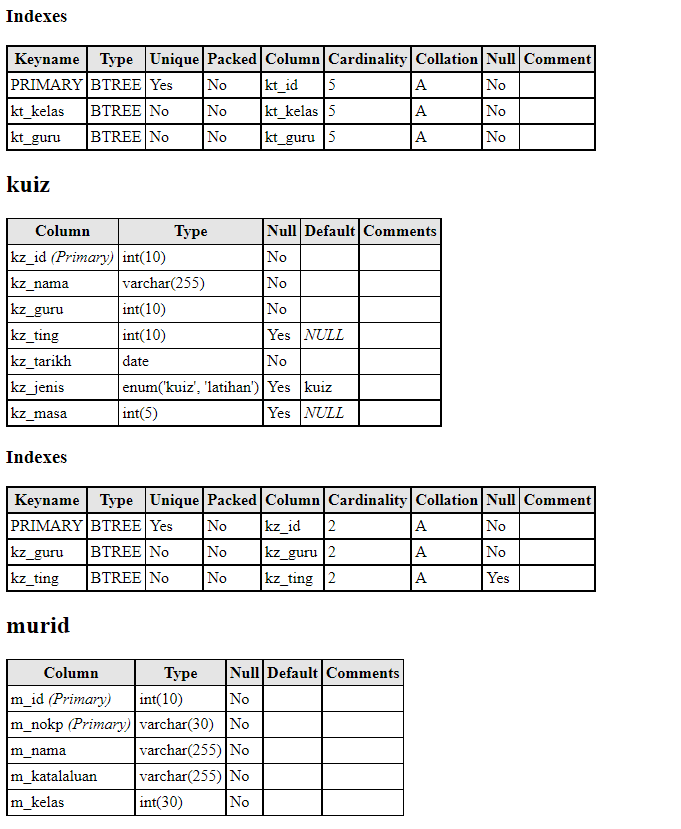 Indexes
Keyname Type Unique Packed Column Cardinality Collation Null Comment
PRIMARY BTREE Yes No kt_id 5 A No
kt_kelas BTREE No No kt_kelas 5 A No
kt_guru BTREE No No kt_guru 5 A No
kuiz
Column Type Null Default Comments
kz_id (Primary) int(10) No
kz_nama varchar(255) No
kz_guru int(10) No
kz_ting int(10) Yes NULL
kz_tarikh date No
kz_jenis enum('kuiz', 'latihan') Yes kuiz
kz_masa int(5) Yes NULL
Indexes
Keyname Type Unique Packed Column Cardinality Collation Null Comment
PRIMARY BTREE Yes No kz_id 2 A No
kz_guru BTREE No No kz_guru 2 A No
kz_ting BTREE No No kz_ting 2 A Yes
murid
Column Type Null Default Comments
m_id (Primary) int(10) No
m_nokp (Primary) varchar(30) No
m_nama varchar(255) No
m_katalaluan varchar(255) No
m_kelas int(30) No